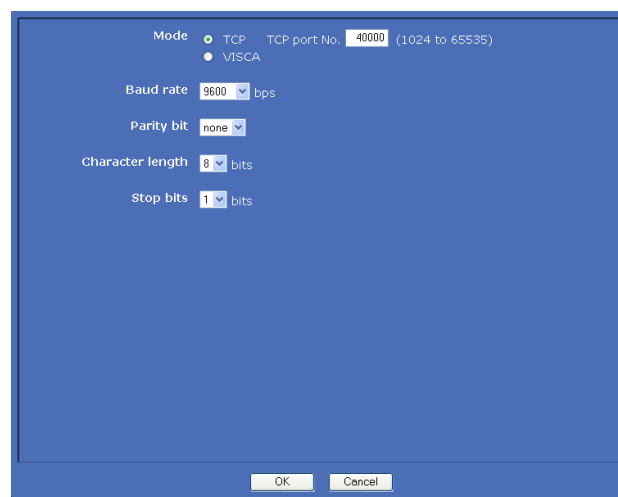 Mode TCP TCP port No. 40000 (1024 to 65535)
VISCA
Baud rate 9600 bps
Parity bit none
Character length 8 bits
Stop bits 1 bits
OK Cancel